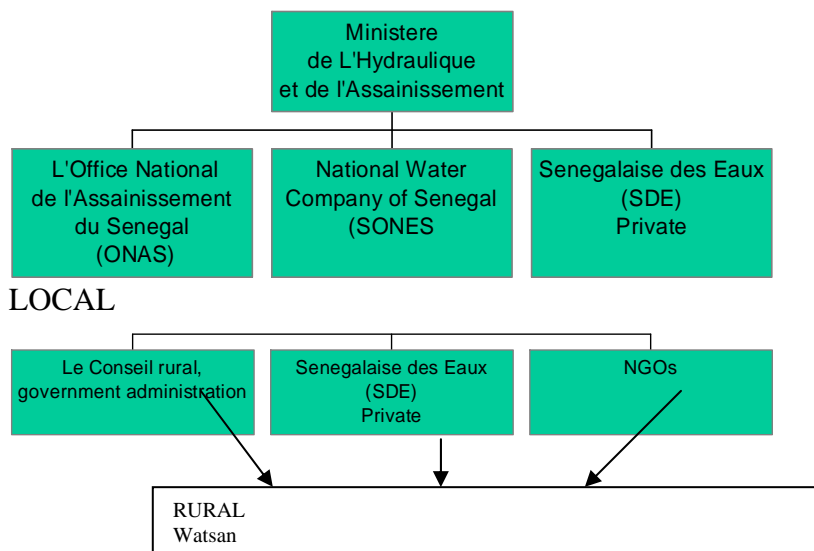 Ministere
de L'Hydraulique
et de l'Assainissement
L'Office National
de l'Assainissement
du Senegal
(ONAS)
National Water
Company of Senegal
(SONES
Senegalaise des Eaux
(SDE)
Private
LOCAL
Le Conseil rural,
government administration
Senegalaise des Eaux
(SDE)
Private
NGOs
RURAL
Watsan